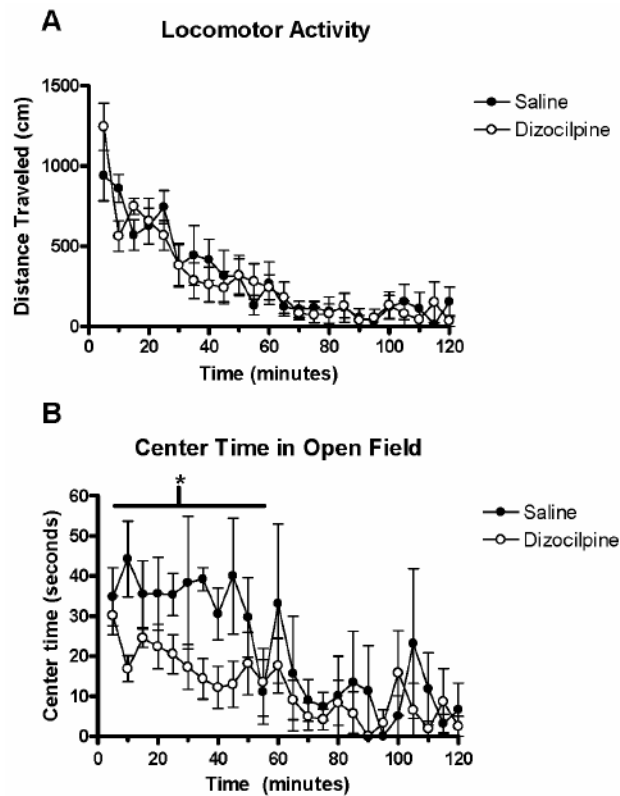 A
Locomotor Activity
1500
1000
500
0
Distance Traveled (cm)
Saline
Dizocilpine
0 20 40 60 80 100 120
Time (minutes)
B
Center Time in Open Field
*
60
50
40
30
20
10
0
Center time (seconds)
Saline
Dizocilpine
0 20 40 60 80 100 120
Time (minutes)